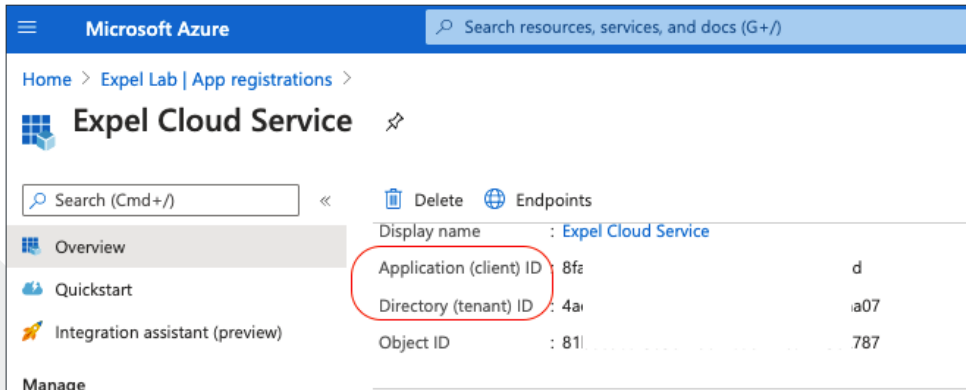 Microsoft Azure
Search resources, services, and docs (G+/)
Home > Expel Lab | App registrations >
Expel Cloud Service
Search (Cmd+/)
«
Delete
Endpoints
Display name : Expel Cloud Service
Overview
Application (client) ID : 8fa d
Quickstart
Directory (tenant) ID : 4a a07
Integration assistant (preview)
Object ID : 81 787
Manage